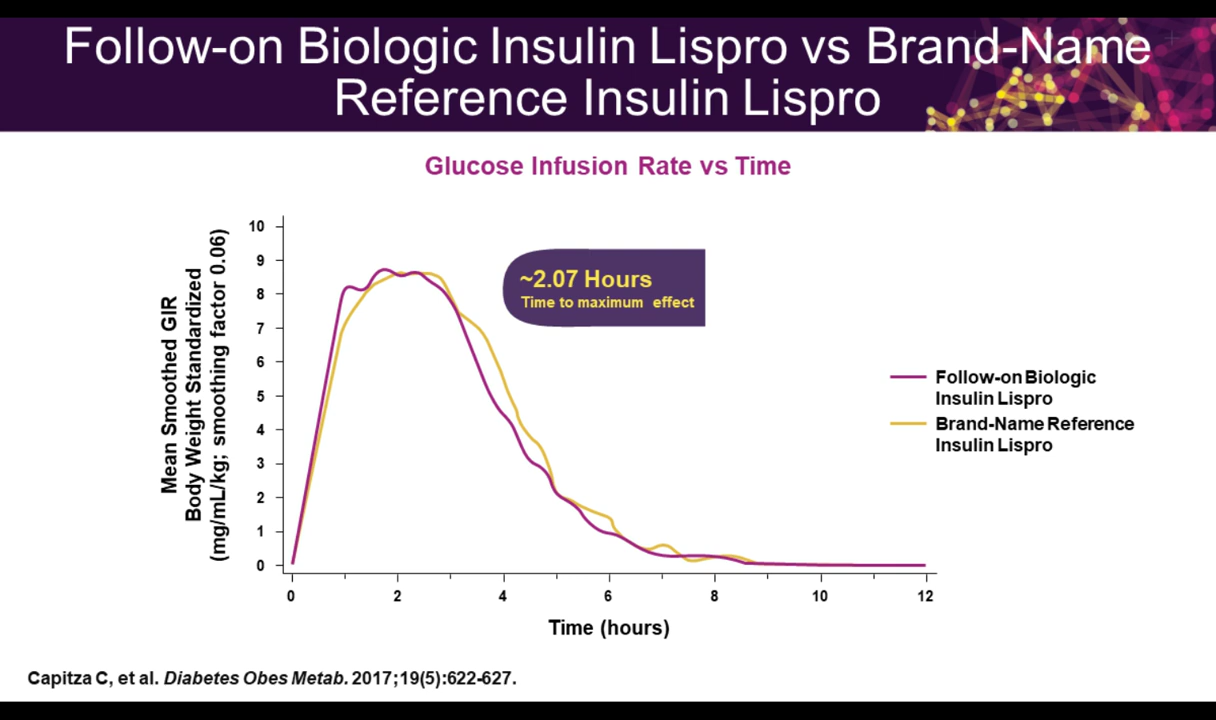 Follow-on Biologic Insulin Lispro vs Brand-Name
Reference Insulin Lispro
Glucose Infusion Rate vs Time
Mean Smoothed GIR
Body Weight Standardized
(mg/mL/kg; smoothing factor 0.06)
10
9
8
7
6
5
4
3
2
1
0
~2.07 Hours
Time to maximum effect
Follow-on Biologic
Insulin Lispro
Brand-Name Reference
Insulin Lispro
0 2 4 6 8 10 12
Time (hours)
Capitza C, et al. Diabetes Obes Metab. 2017;19(5):622-627.